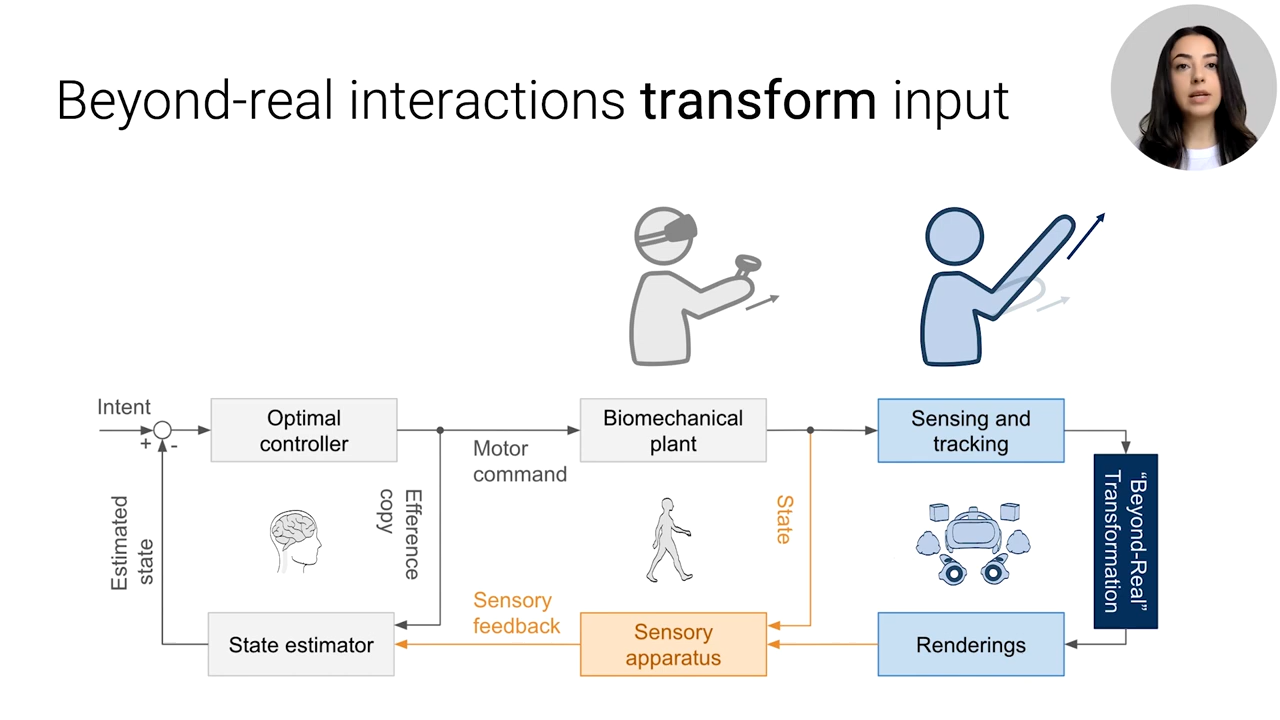 Beyond-real interactions transform input
Intent
+
-
Optimal
controller
Motor
command
Biomechanical
plant
Sensing and
tracking
Efference
copy
State
"Beyond-Real"
Transformation
Estimated
state
State estimator
Sensory
feedback
Sensory
apparatus
Renderings